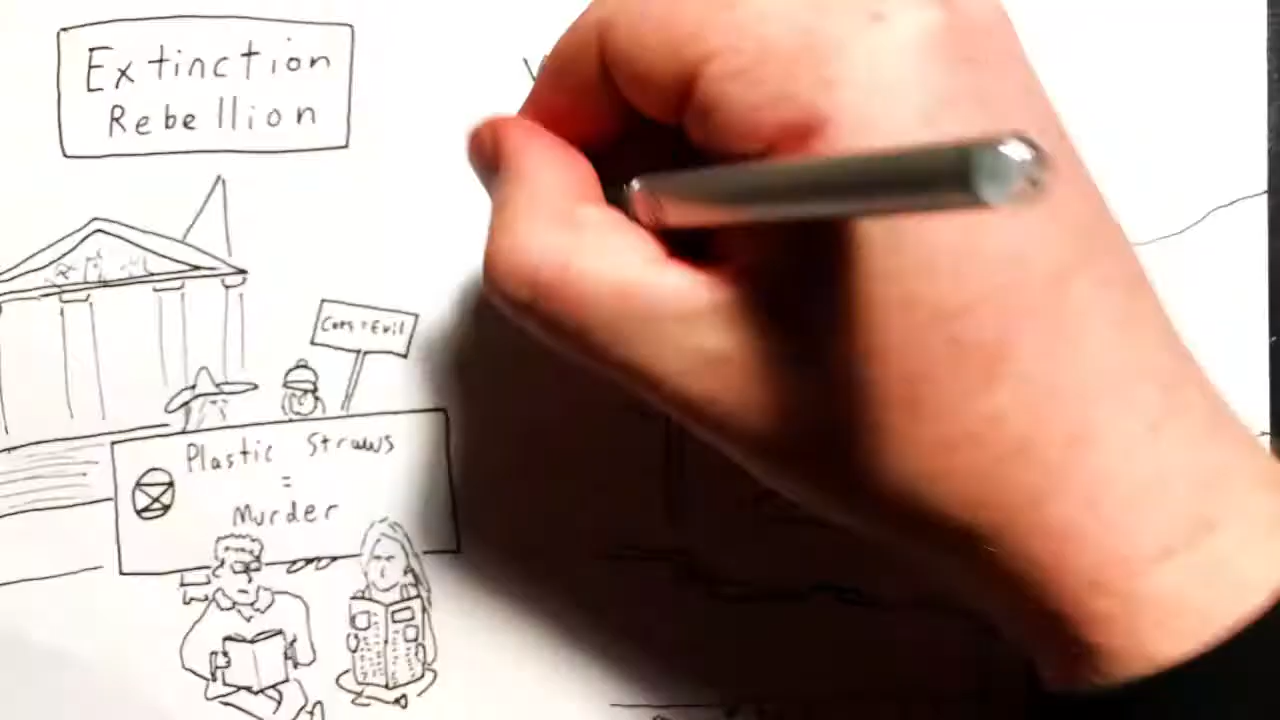 Extinction
Rebellion
Cars = Evil
Plastic Straws
=
Murder